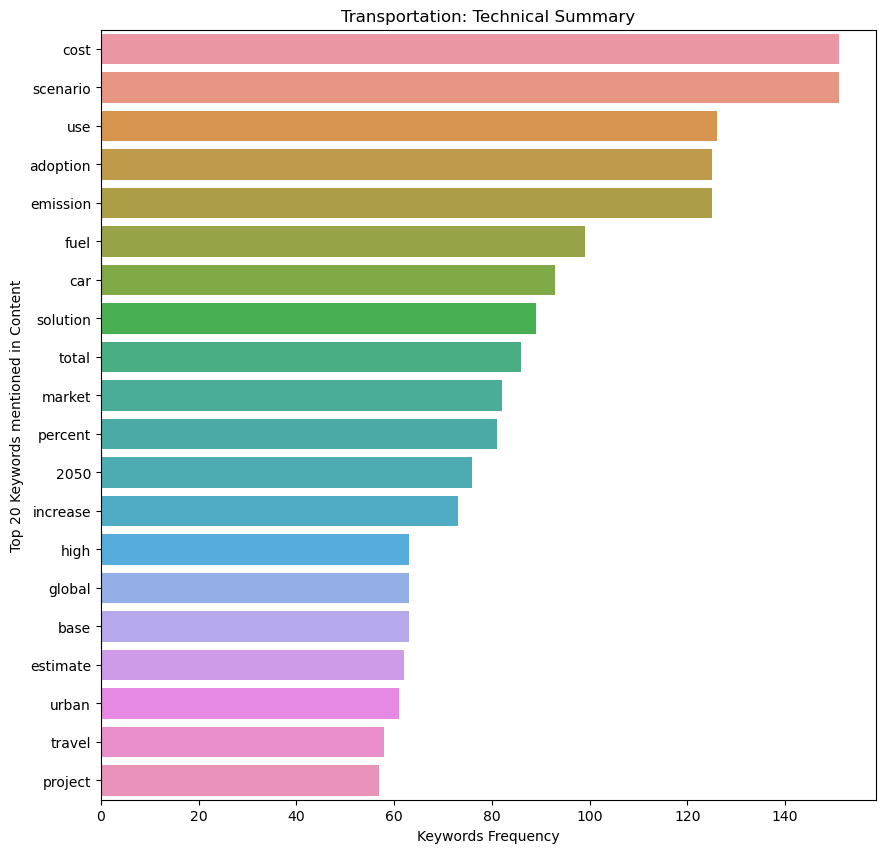 Transportation: Technical Summary
cost
scenario
use
adoption
emission
fuel
car
solution
total
market
percent
2050
increase
high
global
base
estimate
urban
travel
project
Top 20 Keywords mentioned in Content
0 20 40 60 80 100 120 140
Keywords Frequency